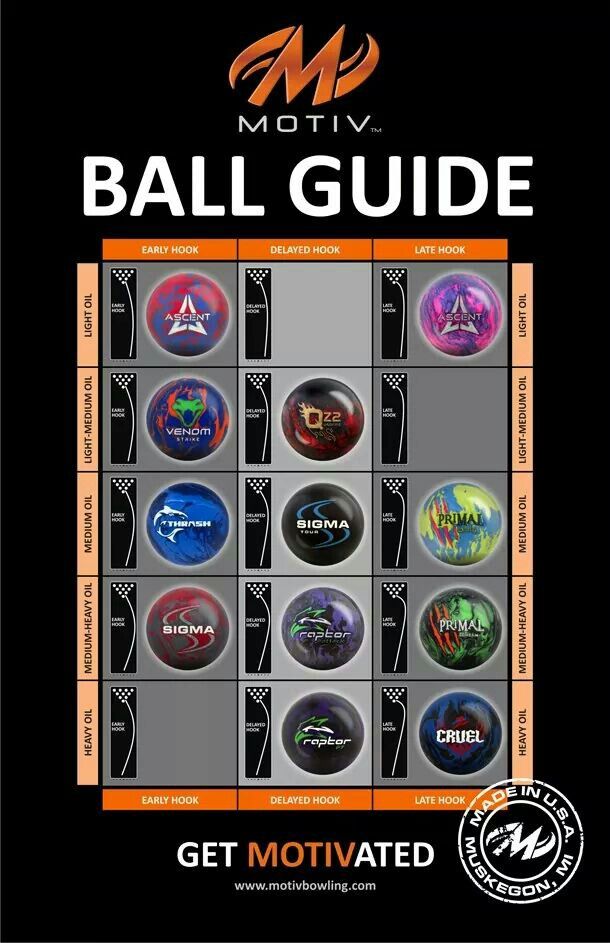 MOTIV™
BALL GUIDE
EARLY HOOK DELAYED HOOK LATE HOOK
LIGHT OIL
EARLY HOOK
ASCENT
DELAYED HOOK
LATE HOOK
ASCENT
LIGHT OIL
LIGHT-MEDIUM OIL
EARLY HOOK
VENOM
STRIKE
DELAYED HOOK
QZ2
LATE HOOK
LIGHT-MEDIUM OIL
MEDIUM OIL
EARLY HOOK
THRASH
DELAYED HOOK
SIGMA
TOUR
LATE HOOK
PRIMAL
MEDIUM OIL
MEDIUM-HEAVY OIL
EARLY HOOK
SIGMA
DELAYED HOOK
raptor
LATE HOOK
PRIMAL
MEDIUM-HEAVY OIL
HEAVY OIL
EARLY HOOK
DELAYED HOOK
raptor
LATE HOOK
CRUEL
HEAVY OIL
EARLY HOOK DELAYED HOOK LATE HOOK
MADE IN U.S.A.
MUSKEGON, MI
GET MOTIVATED
www.motivbowling.com